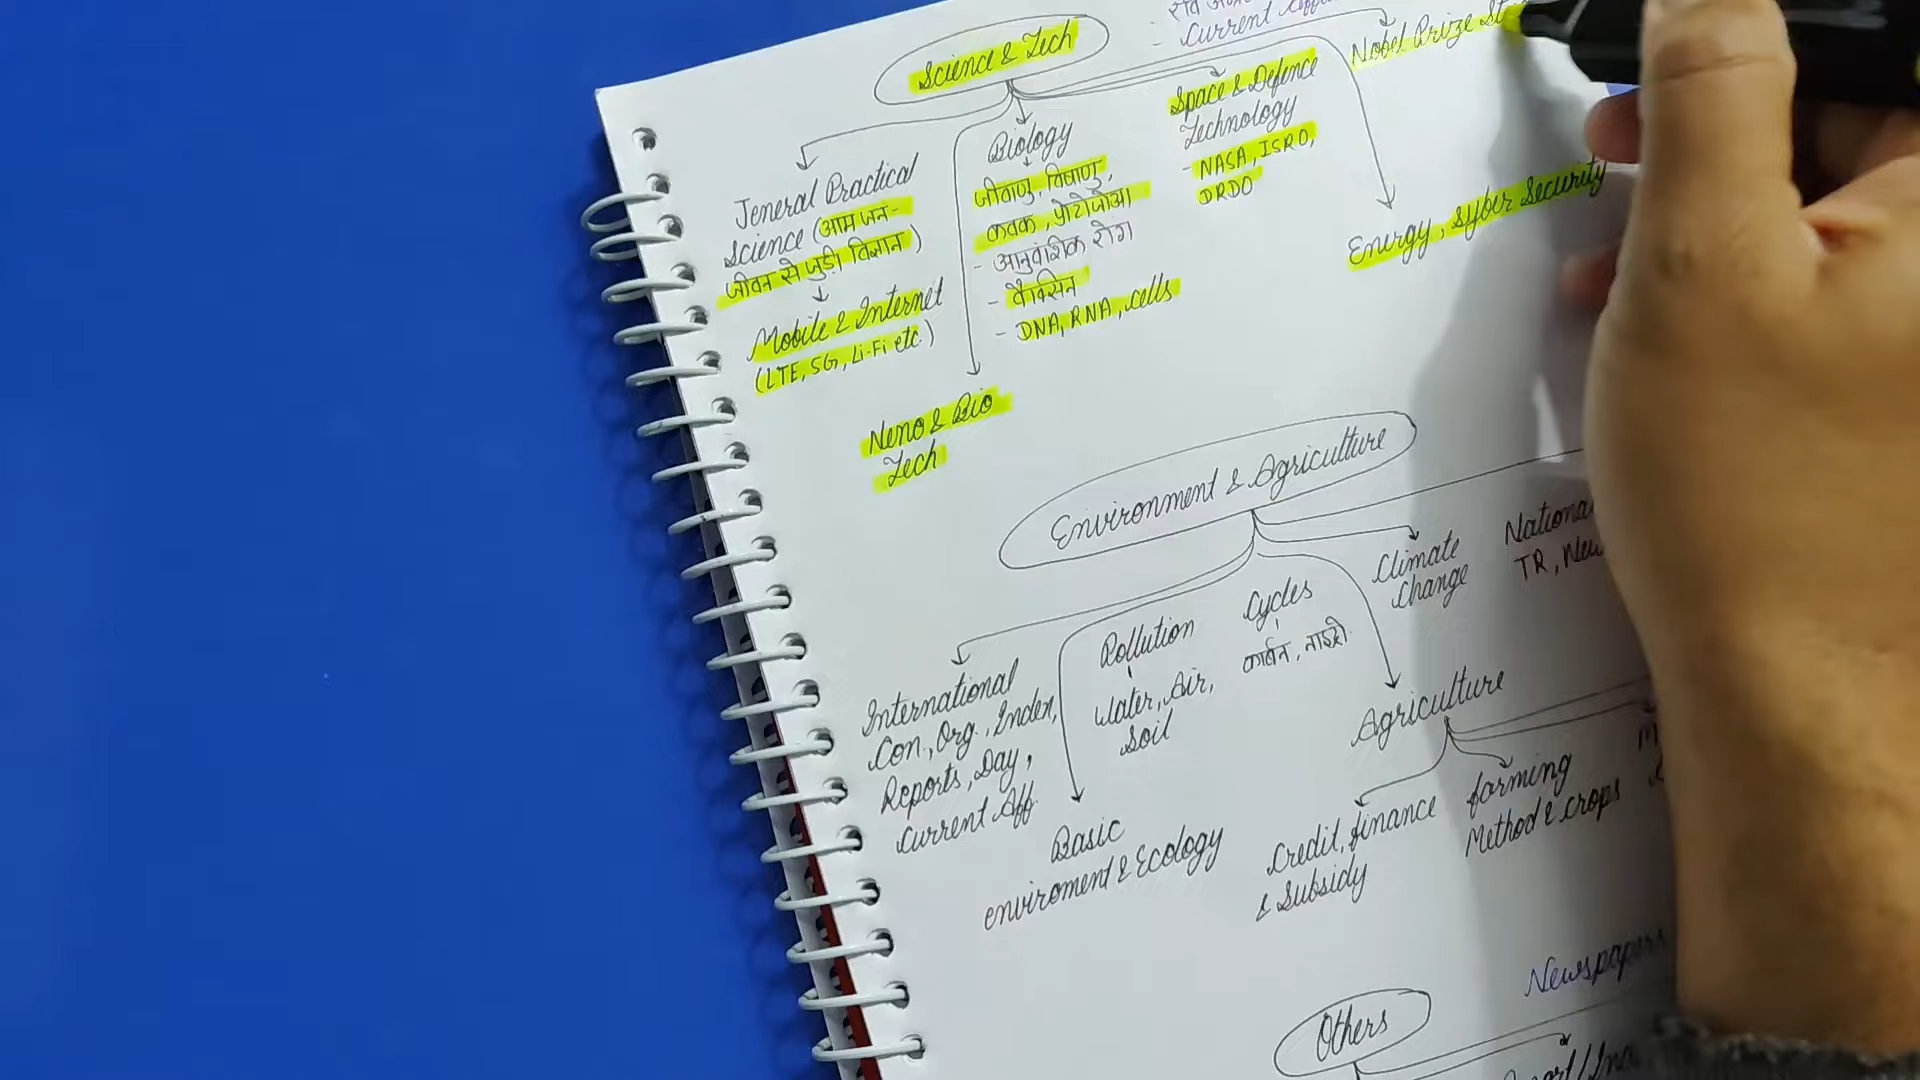 Current
Science & Tech
Nobel Prize
Space & Defence
Technology
- NASA, ISRO,
DRDO
Biology
जीवाणु, विषाणु,
कवक, प्रोटोजोआ
- आनुवंशिक रोग
- वैक्सिन
- DNA, RNA, cells
Jeneral Practical
Science (आम जन-
जीवन से जुड़ी विज्ञान)
Mobile & Internet
(LTE, 5G, Li-Fi etc.)
Energy, Syber Security
Neno & Bio
Tech
Environment & Agriculture
International
Con., Org., Index,
Reports, Day,
Current Aff.
Basic
enviroment & Ecology
Pollution
Water, Air,
Soil
Cycles
कार्बन, नाइट्रो
Climate
Change
TR,
Agriculture
Credit, finance
& Subsidy
farming
Method & crops
Newspapers
Others